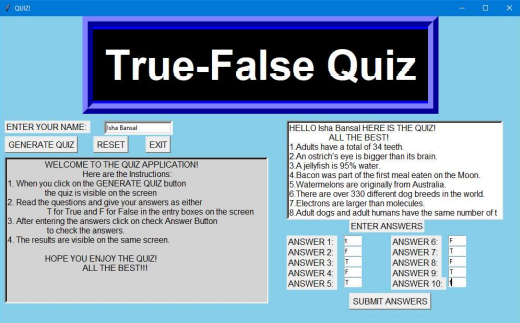 QUIZ!
True-False Quiz
ENTER YOUR NAME: Isha Bansal
GENERATE QUIZ RESET EXIT
WELCOME TO THE QUIZ APPLICATION!
Here are the Instructions:
1. When you click on the GENERATE QUIZ button
the quiz is visible on the screen
2. Read the questions and give your answers as either
T for True and F for False in the entry boxes on the screen
3. After entering the answers click on check Answer Button
to check the answers.
4. The results are visible on the same screen.
HOPE YOU ENJOY THE QUIZ!
ALL THE BEST!!!
HELLO Isha Bansal HERE IS THE QUIZ!
ALL THE BEST!
1.Adults have a total of 34 teeth.
2.An ostrich's eye is bigger than its brain.
3.A jellyfish is 95% water.
4.Bacon was part of the first meal eaten on the Moon.
5.Watermelons are originally from Australia.
6.There are over 330 different dog breeds in the world.
7.Electrons are larger than molecules.
8.Adult dogs and adult humans have the same number of t
ENTER ANSWERS
ANSWER 1: t ANSWER 6: F
ANSWER 2: f ANSWER 7: T
ANSWER 3: T ANSWER 8: F
ANSWER 4: F ANSWER 9: T
ANSWER 5: T ANSWER 10:
SUBMIT ANSWERS